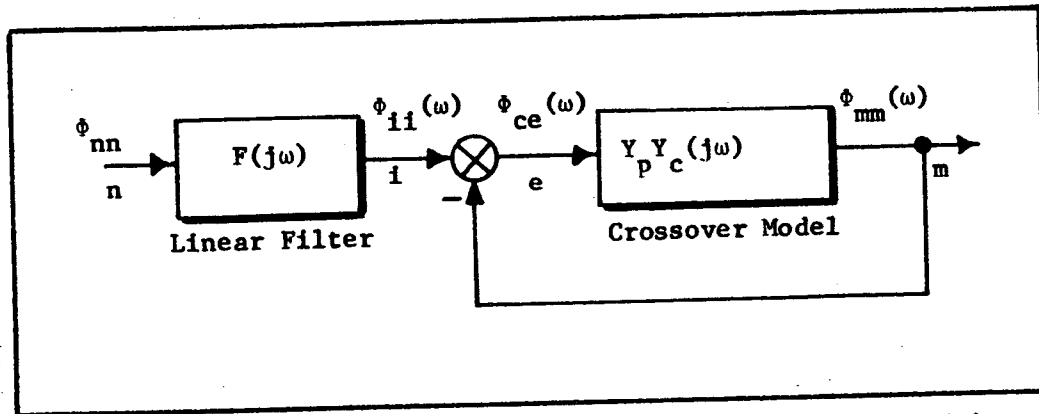 Φnn
n
F(jω)
Linear Filter
Φii(ω)
i
−
Φce(ω)
e
YpYc(jω)
Crossover Model
Φmm(ω)
m